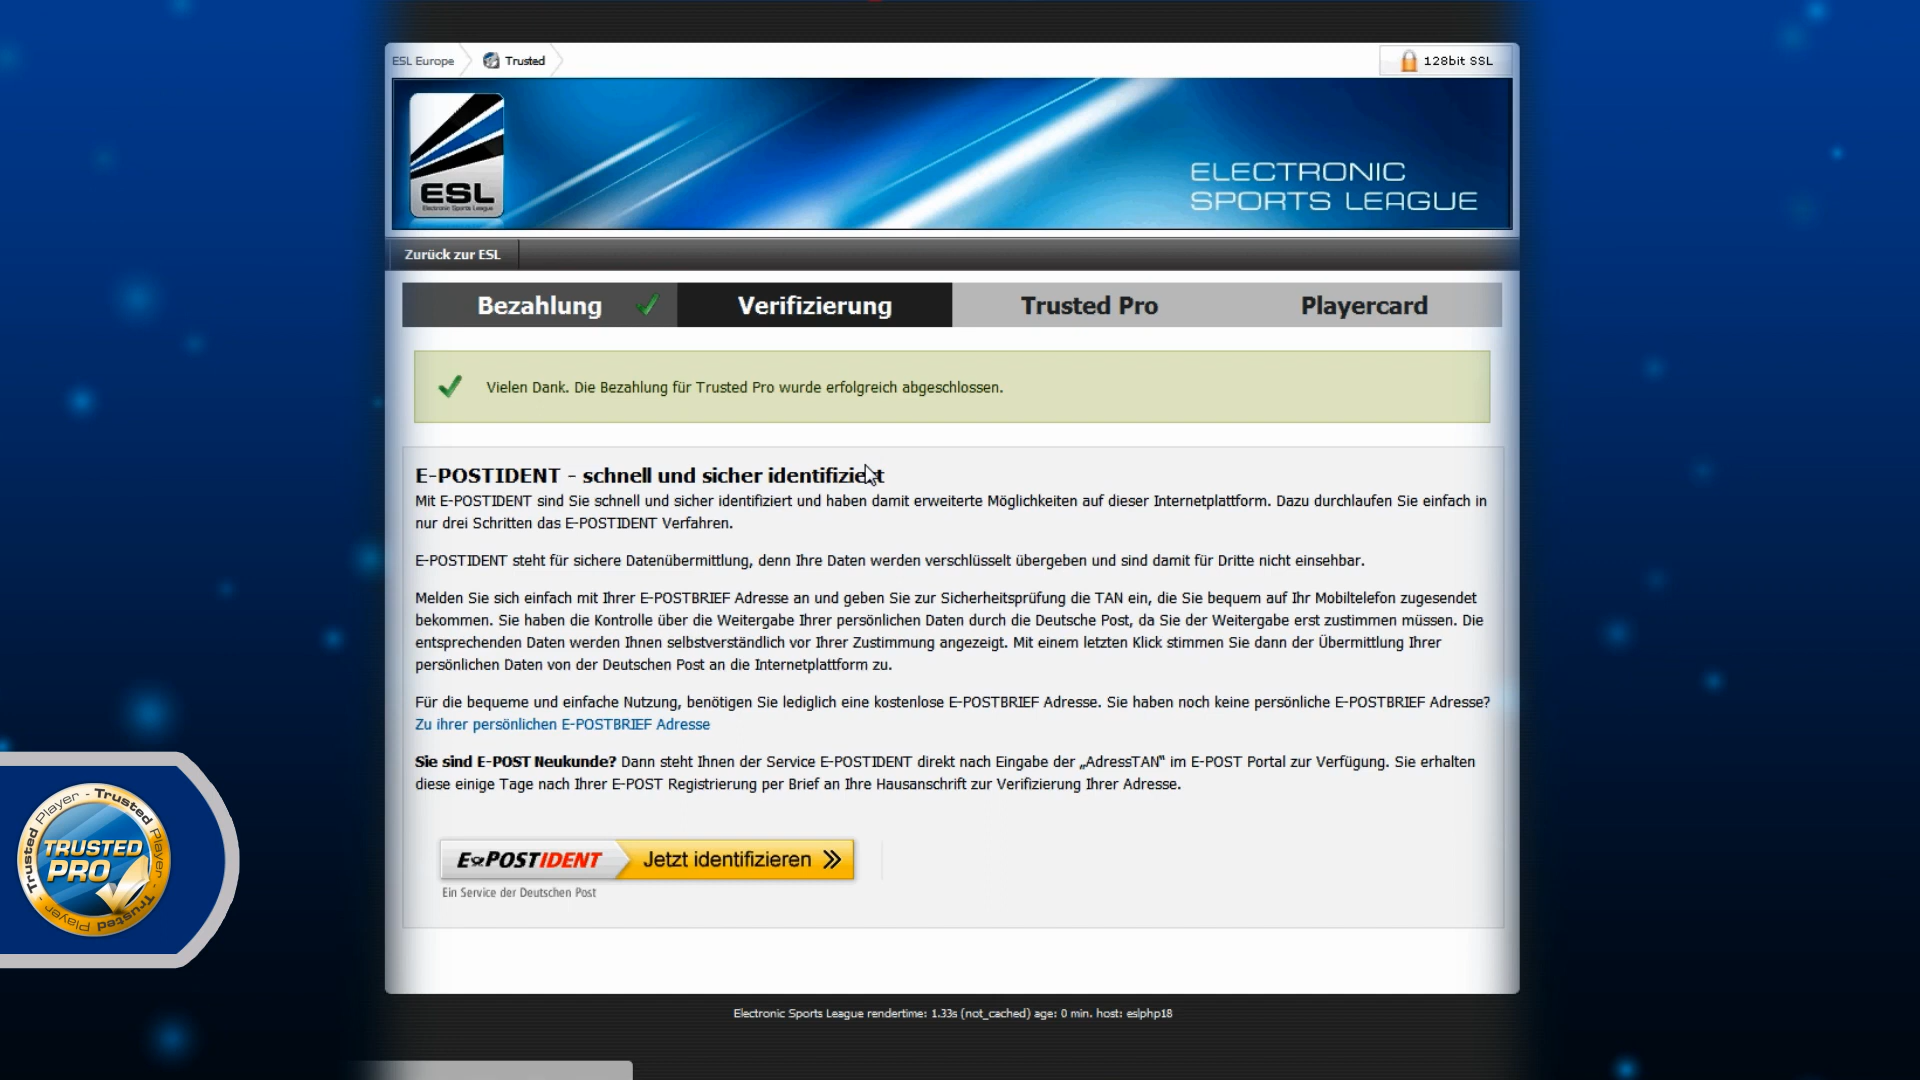 ESL Europe
Trusted
128bit SSL
ESL
Electronic Sports League
ELECTRONIC
SPORTS LEAGUE
Zurück zur ESL
Bezahlung
Verifizierung
Trusted Pro
Playercard
Vielen Dank. Die Bezahlung für Trusted Pro wurde erfolgreich abgeschlossen.
E-POSTIDENT - schnell und sicher identifiziert
Mit E-POSTIDENT sind Sie schnell und sicher identifiziert und haben damit erweiterte Möglichkeiten auf dieser Internetplattform. Dazu durchlaufen Sie einfach in
nur drei Schritten das E-POSTIDENT Verfahren.
E-POSTIDENT steht für sichere Datenübermittlung, denn Ihre Daten werden verschlüsselt übergeben und sind damit für Dritte nicht einsehbar.
Melden Sie sich einfach mit Ihrer E-POSTBRIEF Adresse an und geben Sie zur Sicherheitsprüfung die TAN ein, die Sie bequem auf Ihr Mobiltelefon zugesendet
bekommen. Sie haben die Kontrolle über die Weitergabe Ihrer persönlichen Daten durch die Deutsche Post, da Sie der Weitergabe erst zustimmen müssen. Die
entsprechenden Daten werden Ihnen selbstverständlich vor Ihrer Zustimmung angezeigt. Mit einem letzten Klick stimmen Sie dann der Übermittlung Ihrer
persönlichen Daten von der Deutschen Post an die Internetplattform zu.
Für die bequeme und einfache Nutzung, benötigen Sie lediglich eine kostenlose E-POSTBRIEF Adresse. Sie haben noch keine persönliche E-POSTBRIEF Adresse?
Zu ihrer persönlichen E-POSTBRIEF Adresse
Sie sind E-POST Neukunde? Dann steht Ihnen der Service E-POSTIDENT direkt nach Eingabe der „AdressTAN" im E-POST Portal zur Verfügung. Sie erhalten
diese einige Tage nach Ihrer E-POST Registrierung per Brief an Ihre Hausanschrift zur Verifizierung Ihrer Adresse.
E-POSTIDENT Jetzt identifizieren
Ein Service der Deutschen Post
Trusted Player - Trusted Player - Trusted Player -
TRUSTED
PRO
Electronic Sports League rendertime: 1.33s (not_cached) age: 0 min. host: eslphp18